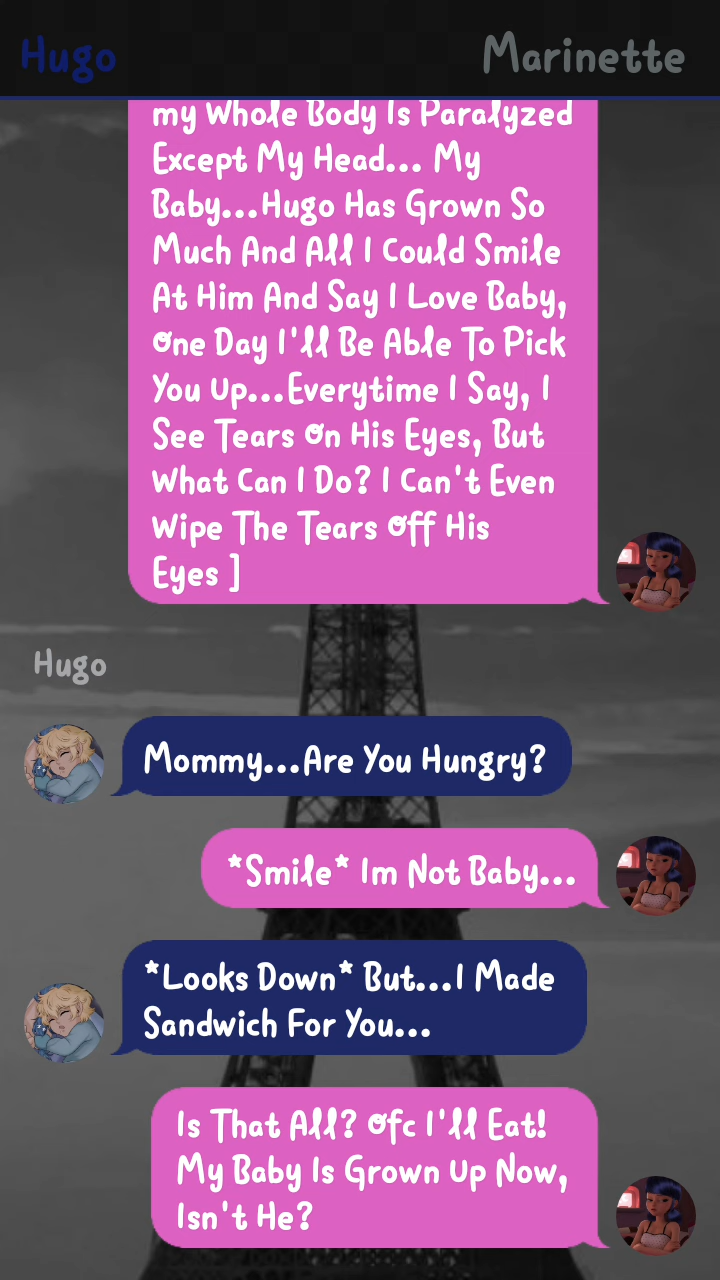 Hugo
Marinette
my Whole Body Is Paralyzed
Except My Head... My
Baby...Hugo Has Grown So
Much And All I Could Smile
At Him And Say I Love Baby,
One Day I'll Be Able To Pick
You Up...Everytime I Say, I
See Tears On His Eyes, But
What Can I Do? I Can't Even
Wipe The Tears Off His
Eyes ]
Hugo
Mommy...Are You Hungry?
*Smile* Im Not Baby...
*Looks Down* But...I Made
Sandwich For You...
Is That All? Ofc I'll Eat!
My Baby Is Grown Up Now,
Isn't He?